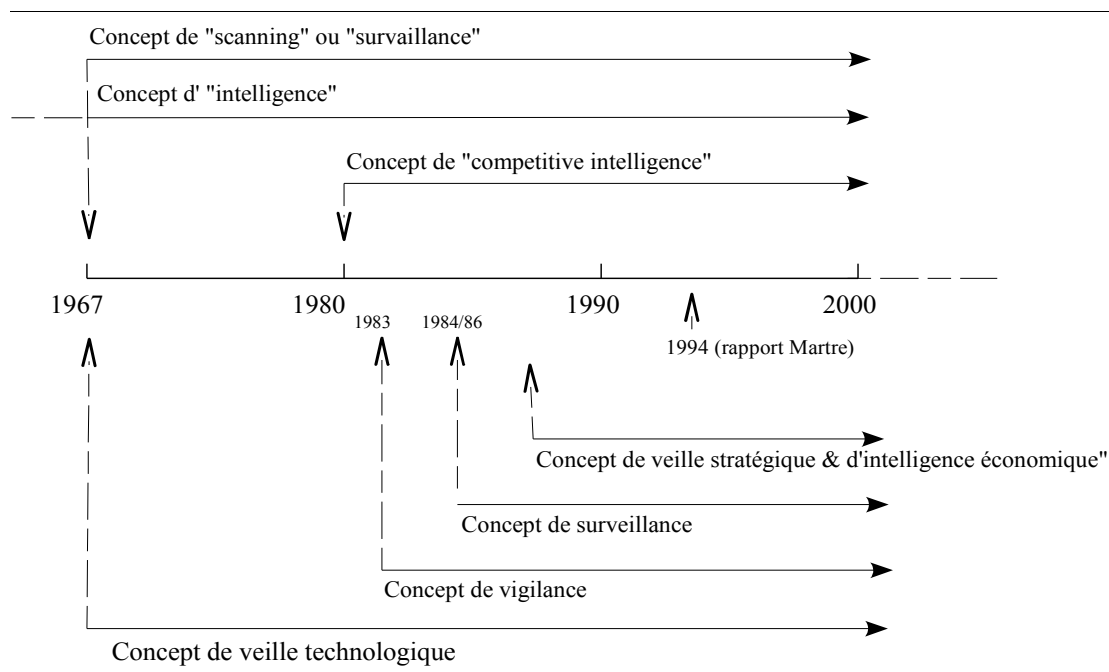 Concept de "scanning" ou "survaillance"
Concept d' "intelligence"
Concept de "competitive intelligence"
1967
1980
1990
2000
1983
1984/86
1994 (rapport Martre)
Concept de veille stratégique & d'intelligence économique"
Concept de surveillance
Concept de vigilance
Concept de veille technologique